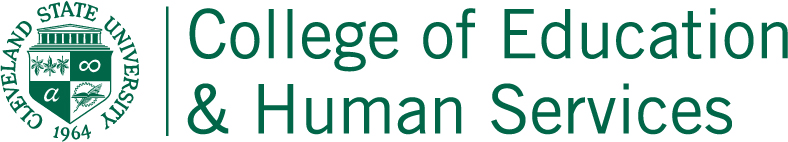 CLEVELAND STATE UNIVERSITY
∞
a
1964
College of Education
& Human Services